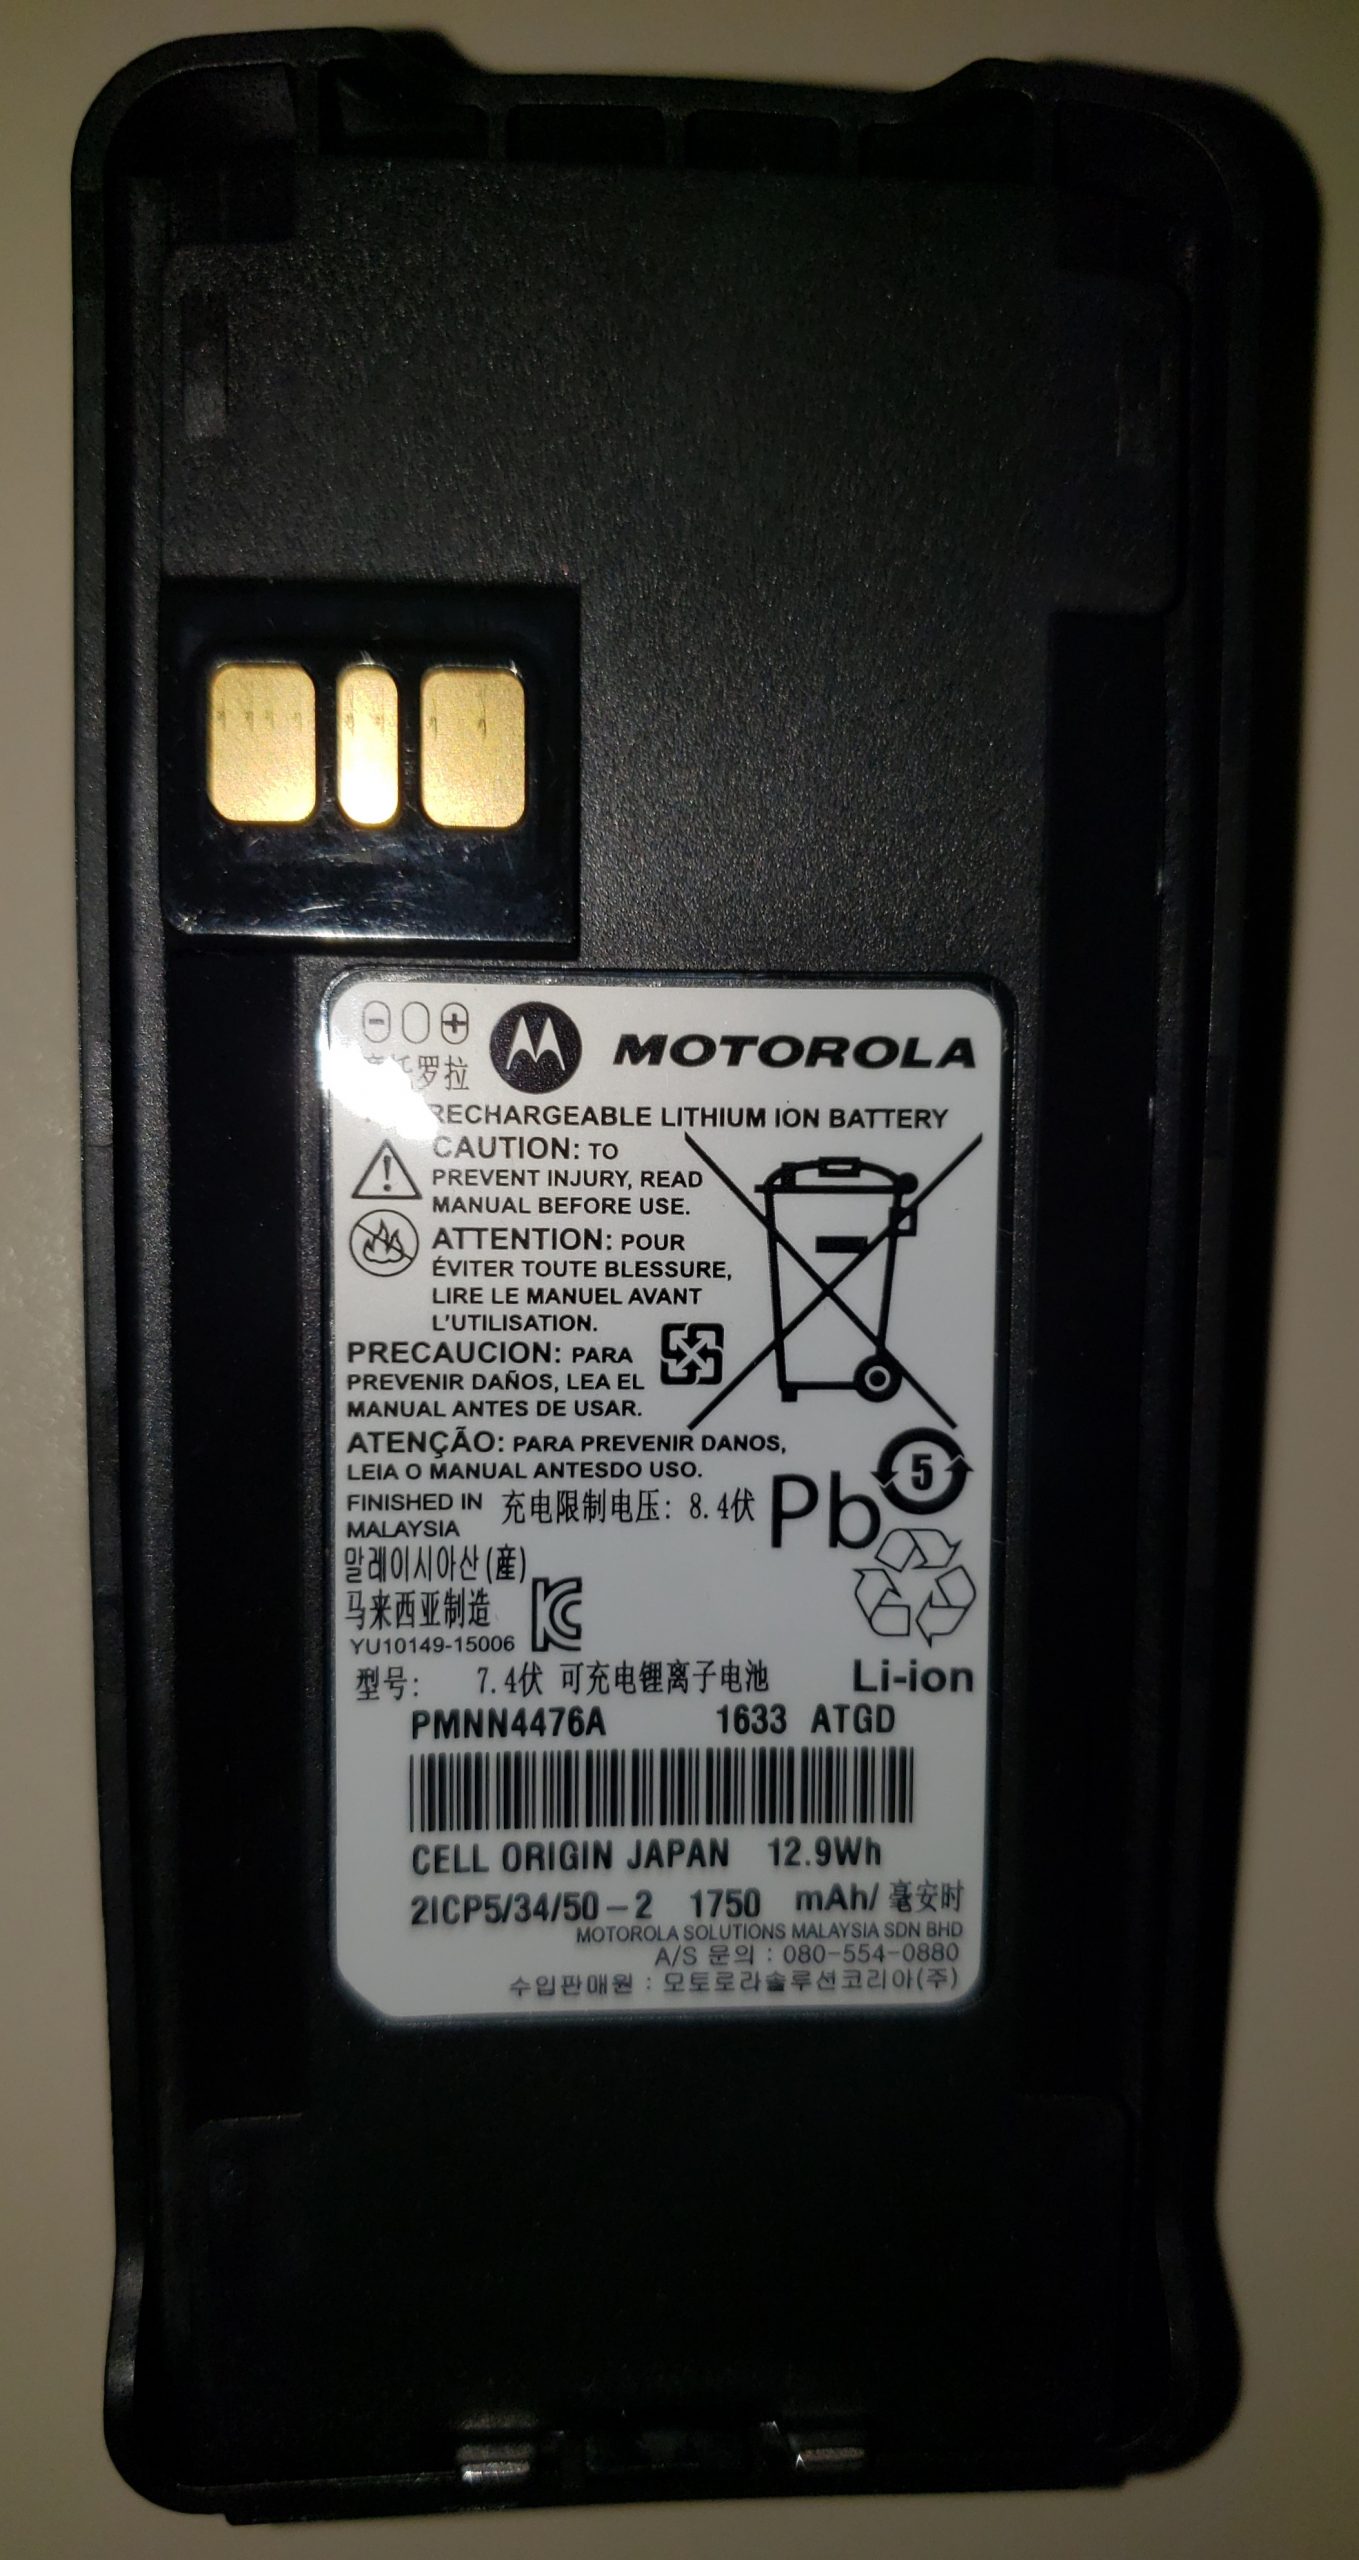 罗拉
MOTOROLA
RECHARGEABLE LITHIUM ION BATTERY
CAUTION: TO
PREVENT INJURY, READ
MANUAL BEFORE USE.
ATTENTION: POUR
ÉVITER TOUTE BLESSURE,
LIRE LE MANUEL AVANT
L'UTILISATION.
PRECAUCION: PARA
PREVENIR DAÑOS, LEA EL
MANUAL ANTES DE USAR.
ATENÇÃO: PARA PREVENIR DANOS,
LEIA O MANUAL ANTESDO USO.
5
FINISHED IN
MALAYSIA
充电限制电压: 8.4伏
Pb
말레이시아산(産)
马来西亚制造
YU10149-15006
型号: 7.4伏 可充电锂离子电池
Li-ion
PMNN4476A 1633 ATGD
CELL ORIGIN JAPAN 12.9Wh
2ICP5/34/50-2 1750 mAh/ 毫安时
MOTOROLA SOLUTIONS MALAYSIA SDN BHD
A/S 문의 : 080-554-0880
수입판매원 : 모토로라솔루션코리아(주)